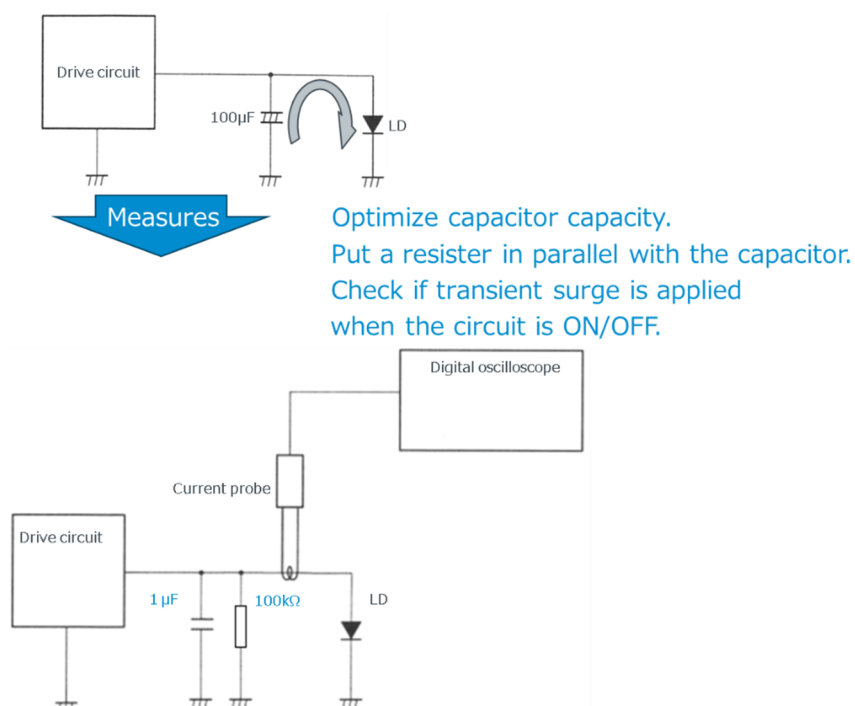 Drive circuit
100μF
LD
Measures
Optimize capacitor capacity.
Put a resister in parallel with the capacitor.
Check if transient surge is applied
when the circuit is ON/OFF.
Digital oscilloscope
Current probe
Drive circuit
1 μF
100kΩ
LD